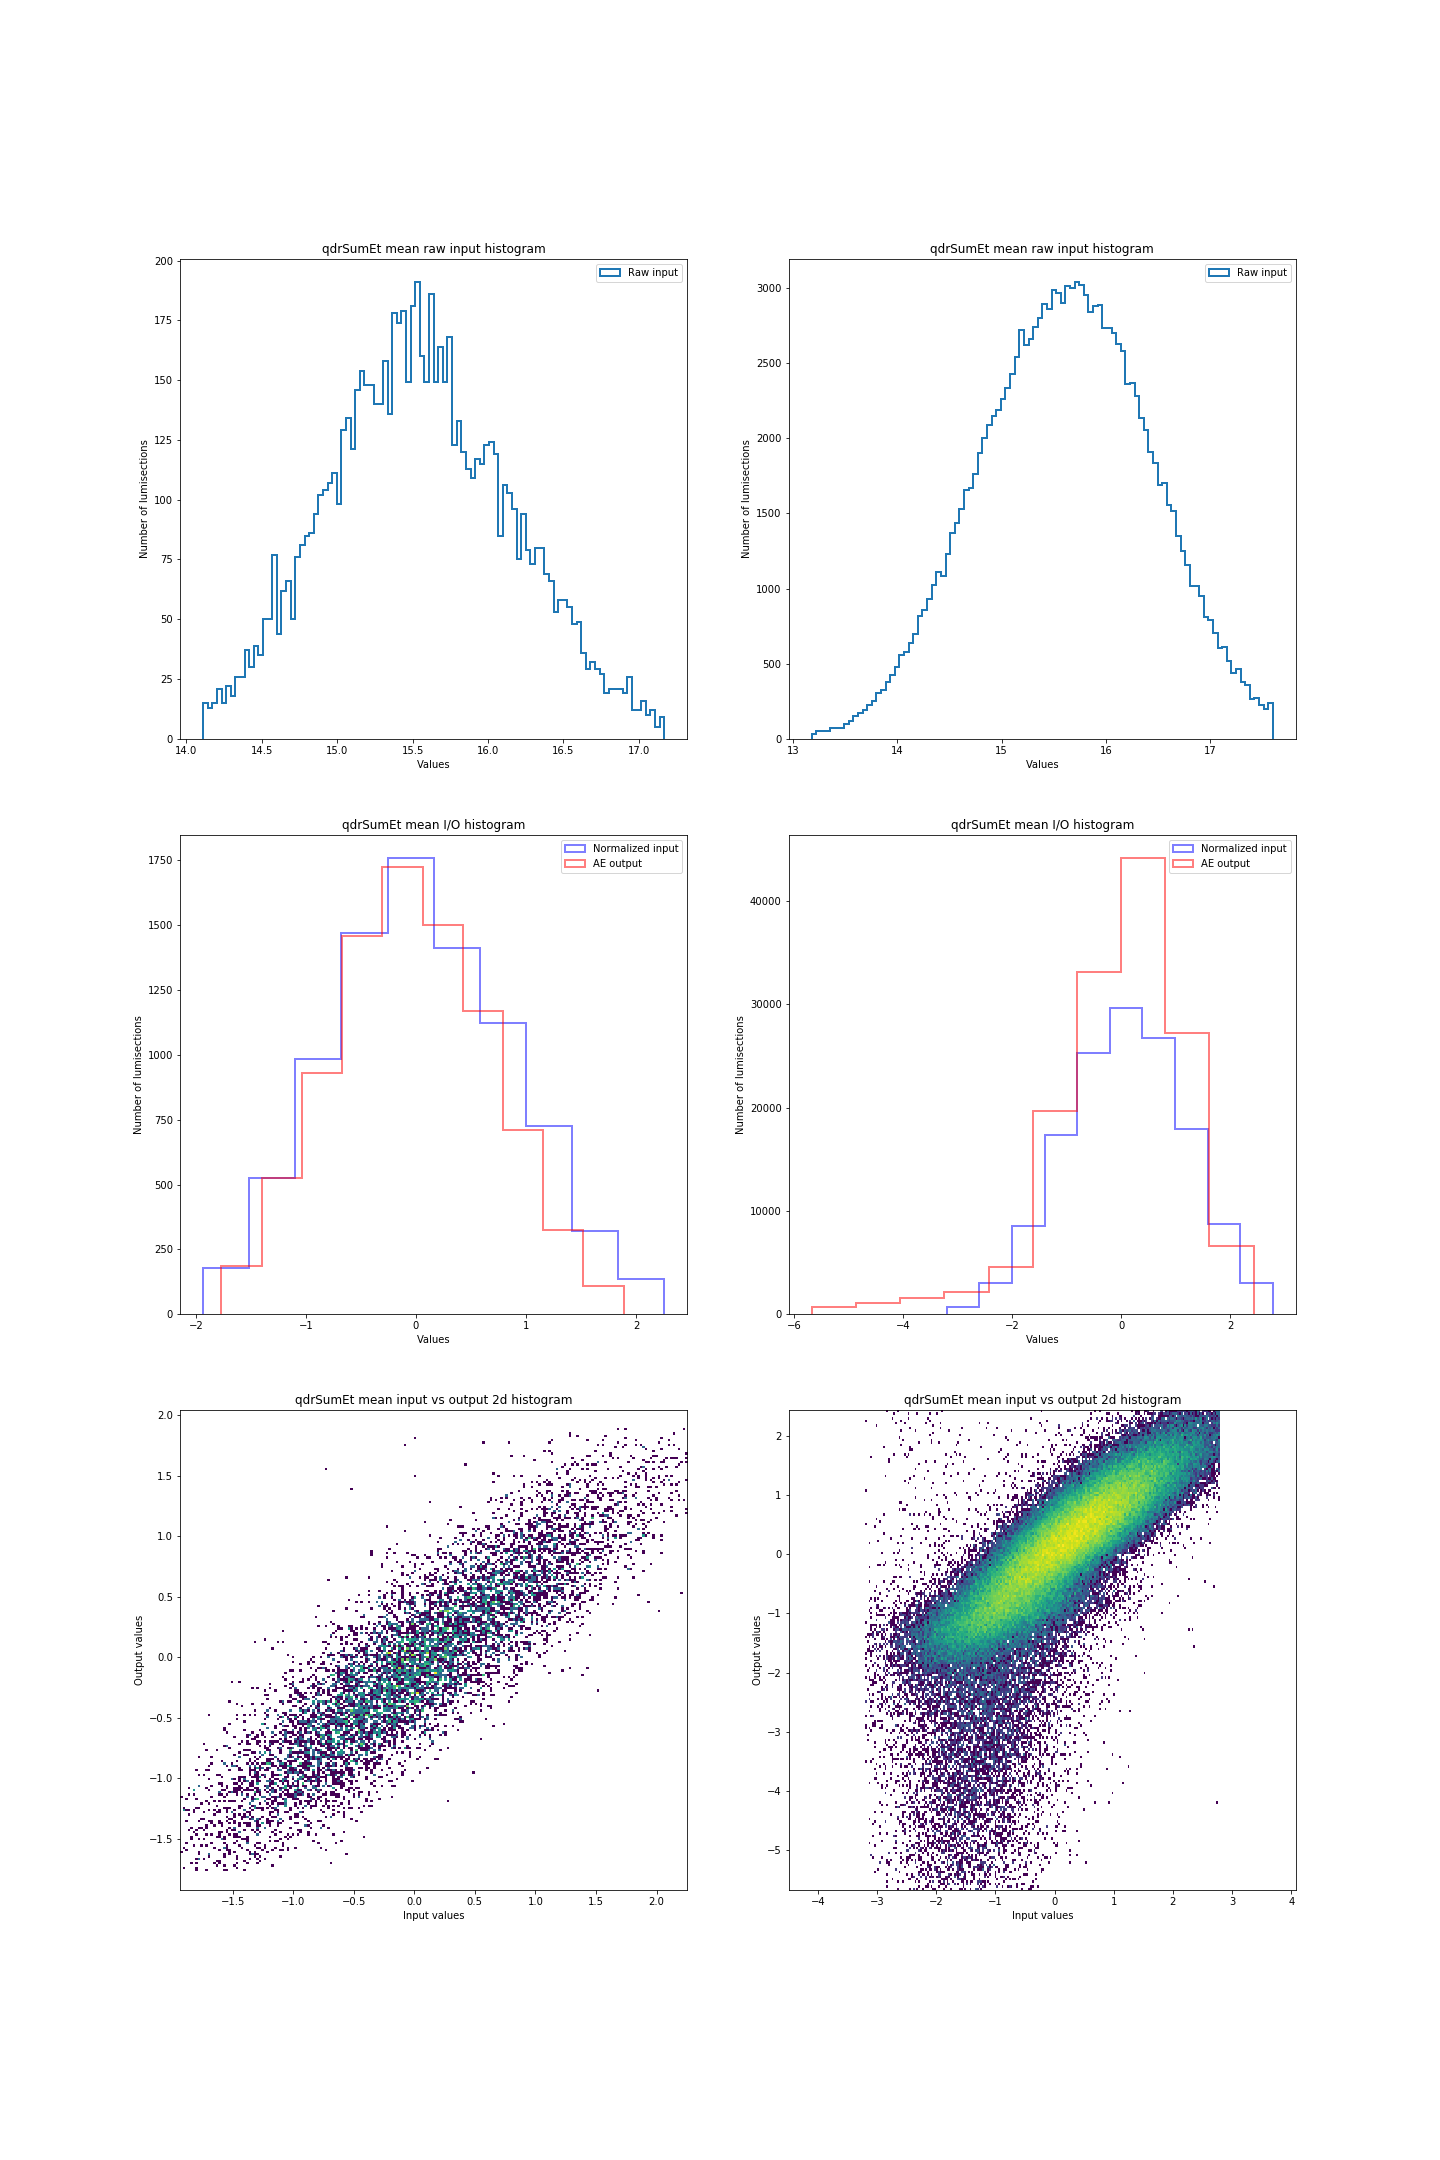 qdrSumEt mean raw input histogram
Raw input
200
175
150
125
100
75
50
25
0
Number of lumisections
14.0 14.5 15.0 15.5 16.0 16.5 17.0
Values
qdrSumEt mean raw input histogram
Raw input
3000
2500
2000
1500
1000
500
0
Number of lumisections
13 14 15 16 17
Values
qdrSumEt mean I/O histogram
Normalized input
AE output
1750
1500
1250
1000
750
500
250
0
Number of lumisections
−2 −1 0 1 2
Values
qdrSumEt mean I/O histogram
Normalized input
AE output
40000
30000
20000
10000
0
Number of lumisections
−6 −4 −2 0 2
Values
qdrSumEt mean input vs output 2d histogram
2.0
1.5
1.0
0.5
0.0
−0.5
−1.0
−1.5
Output values
−1.5 −1.0 −0.5 0.0 0.5 1.0 1.5 2.0
Input values
qdrSumEt mean input vs output 2d histogram
2
1
0
−1
−2
−3
−4
−5
Output values
−4 −3 −2 −1 0 1 2 3 4
Input values